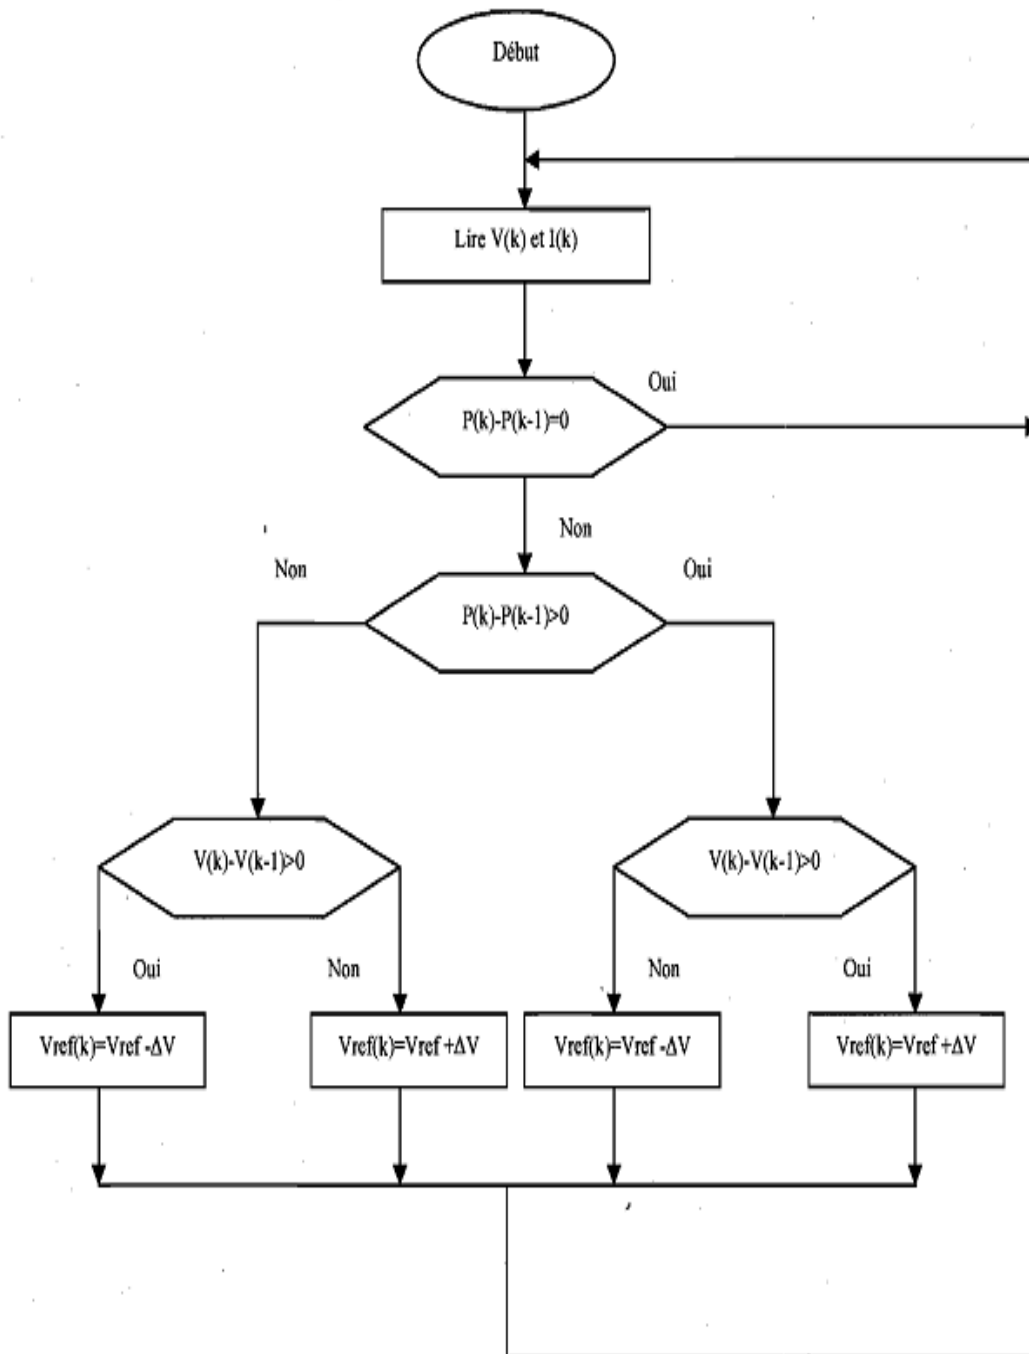 Début
Lire V(k) et I(k)
Oui
P(k)-P(k-1)=0
Non
Non
Oui
P(k)-P(k-1)>0
V(k)-V(k-1)>0
V(k)-V(k-1)>0
Oui
Non
Non
Oui
Vref(k)=Vref -ΔV
Vref(k)=Vref +ΔV
Vref(k)=Vref -ΔV
Vref(k)=Vref +ΔV